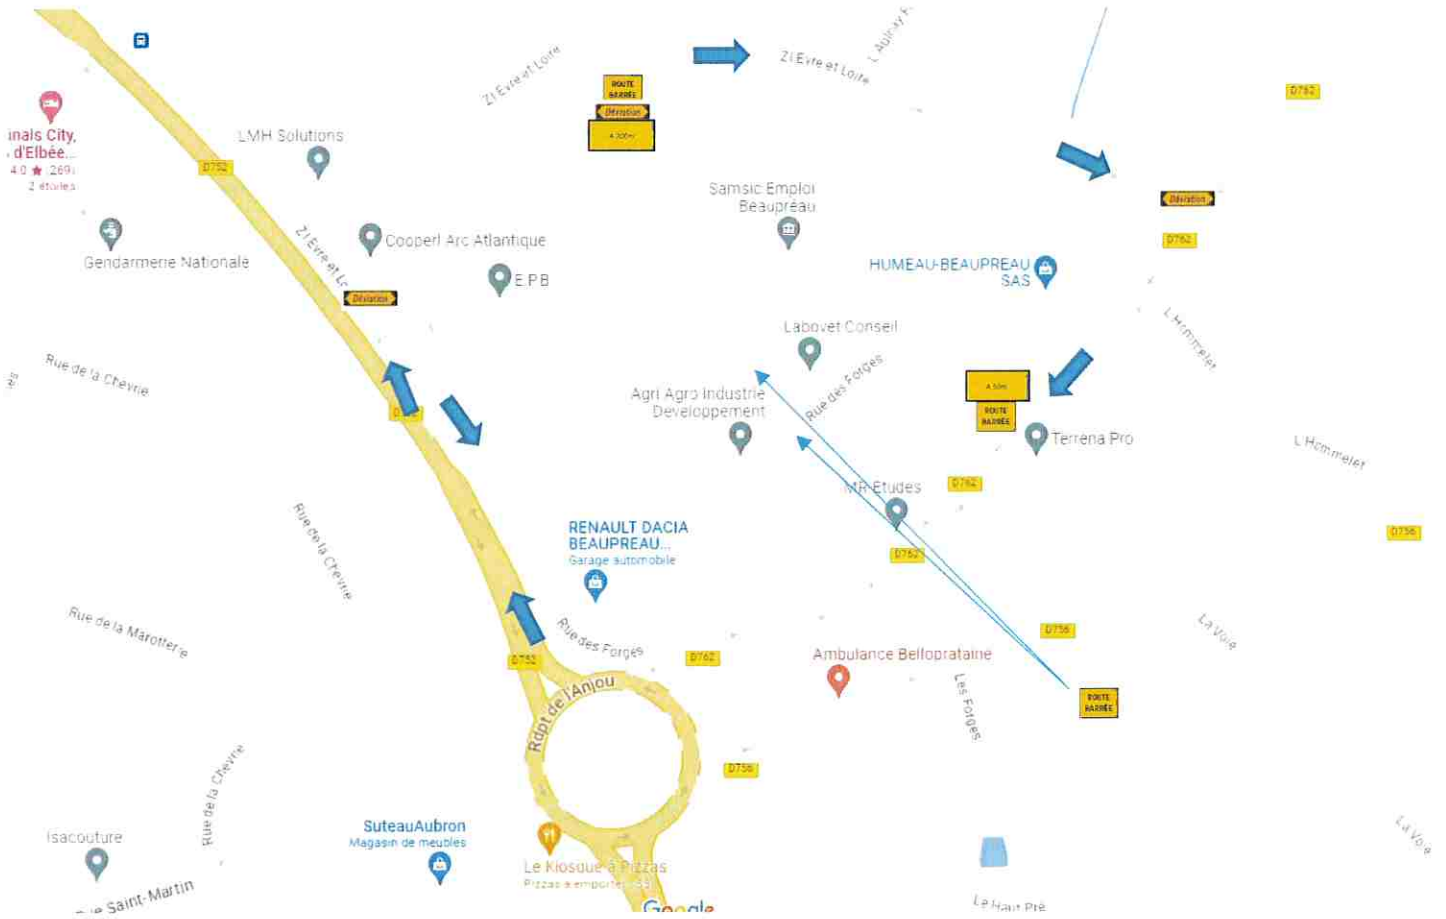 L Aulnay
ZI Evre et Loire
ZI Evre et Loire
ROUTE
BARRÉE
Déviation
D762
inals City,
d'Elbée...
4.0 ★ (269)
2 étoiles
LMH Solutions
D752
Samsic Emploi
Beaupréau
Déviation
D762
Gendarmerie Nationale
ZI Evre et Lo
Cooperl Arc Atlantique
E.P.B
HUMEAU-BEAUPREAU
SAS
Déviation
Labovet Conseil
L Hommelet
Rue de la Chevrie
Agri Agro Industrie
Developpement
Rue des Forges
A 50m
ROUTE
BARRÉE
Terrena Pro
L Hommelet
MR Etudes
D762
Rue de la Chevrie
RENAULT DACIA
BEAUPREAU...
Garage automobile
D762
D756
Rue de la Marotterie
Rue des Forges
D752
D762
Ambulance Belloprataine
D756
La Voie
Rdpt de l'Anjou
Les Forges
ROUTE
BARRÉE
D756
Rue de la Chevrie
Isacouture
SuteauAubron
Magasin de meubles
Le Kiosque à Pizzas
Pizzas à emporter
La Voie
Rue Saint-Martin
Google
Le Haut Pré